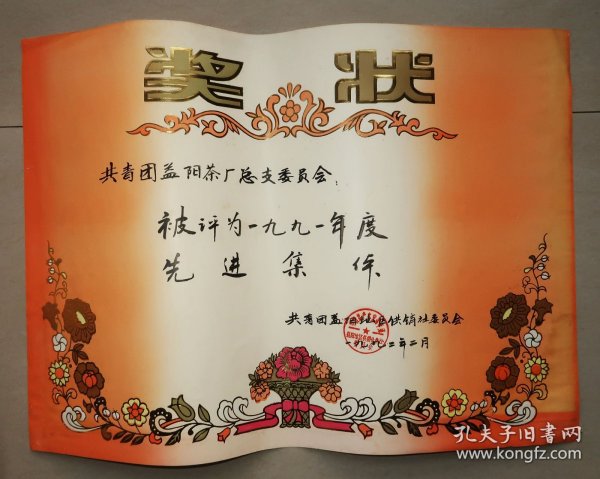 奖状
共青团益阳茶厂总支委员会：
被评为一九九一年度
先进集体
共青团益阳地区供销社委员会
一九九二年二月
孔夫子旧书网
www.kongfz.com